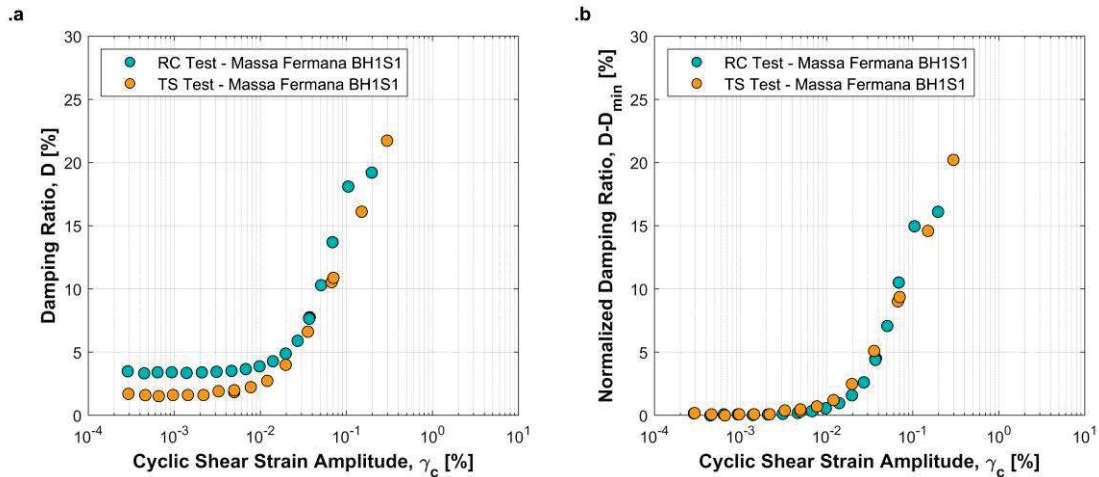 .a
30
25
20
15
10
5
0
Damping Ratio, D [%]
RC Test - Massa Fermana BH1S1
TS Test - Massa Fermana BH1S1
10^-4 10^-3 10^-2 10^-1 10^0 10^1
Cyclic Shear Strain Amplitude, γ_c [%]
.b
30
25
20
15
10
5
0
Normalized Damping Ratio, D-D_min [%]
RC Test - Massa Fermana BH1S1
TS Test - Massa Fermana BH1S1
10^-4 10^-3 10^-2 10^-1 10^0 10^1
Cyclic Shear Strain Amplitude, γ_c [%]